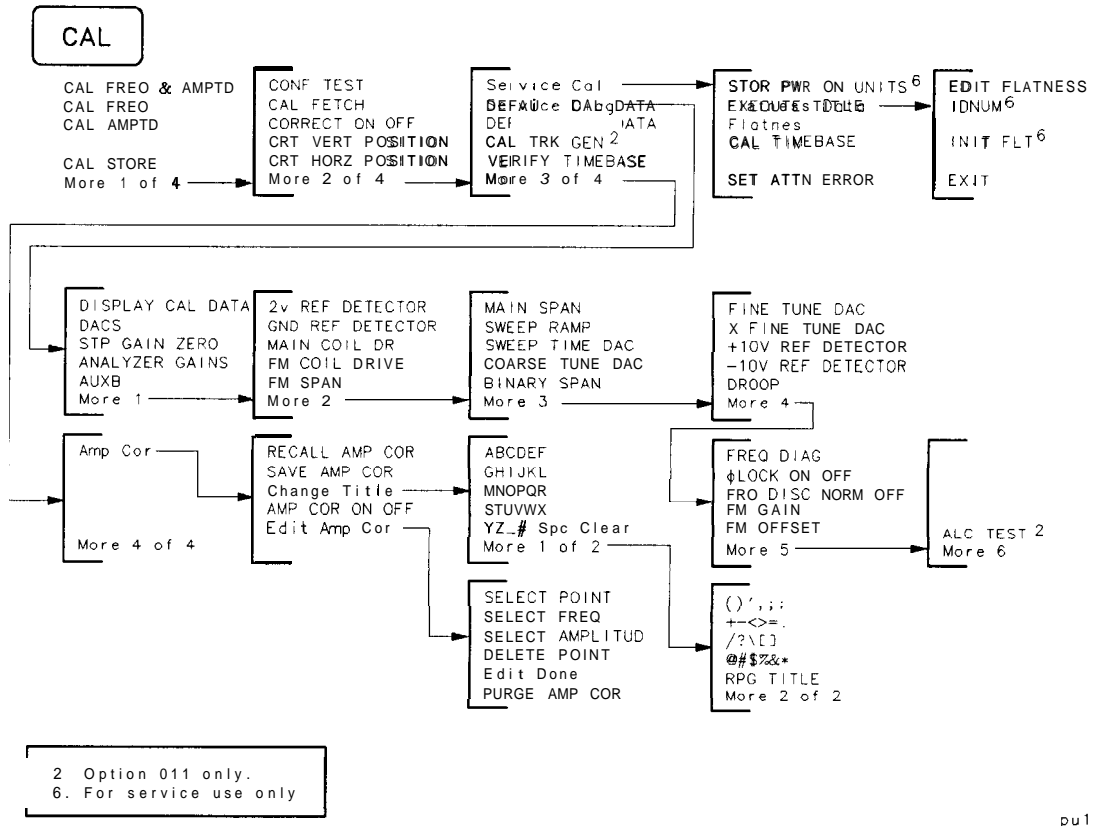 CAL
CAL FREQ & AMPTD
CAL FREQ
CAL AMPTD
CAL STORE
More 1 of 4
CONF TEST
CAL FETCH
CORRECT ON OFF
CRT VERT POSITION
CRT HORZ POSITION
More 2 of 4
Service Cal
DATA
DEF ATA
CAL TRK GEN 2
VERIFY TIMEBASE
More 3 of 4
STOR PWR ON UNITS 6
EXECUTE TITLE
Flatnes
CAL TIMEBASE
SET ATTN ERROR
EDIT FLATNESS
IDNUM 6
INIT FLT 6
EXIT
DISPLAY CAL DATA
DACS
STP GAIN ZERO
ANALYZER GAINS
AUXB
More 1
2v REF DETECTOR
GND REF DETECTOR
MAIN COIL DR
FM COIL DRIVE
FM SPAN
More 2
MAIN SPAN
SWEEP RAMP
SWEEP TIME DAC
COARSE TUNE DAC
BINARY SPAN
More 3
FINE TUNE DAC
X FINE TUNE DAC
+10V REF DETECTOR
-10V REF DETECTOR
DROOP
More 4
Amp Cor
More 4 of 4
RECALL AMP COR
SAVE AMP COR
Change Title
AMP COR ON OFF
Edit Amp Cor
ABCDEF
GHIJKL
MNOPQR
STUVWX
YZ_# Spc Clear
More 1 of 2
FREQ DIAG
ϕLOCK ON OFF
FRQ DISC NORM OFF
FM GAIN
FM OFFSET
More 5
ALC TEST 2
More 6
SELECT POINT
SELECT FREQ
SELECT AMPLITUD
DELETE POINT
Edit Done
PURGE AMP COR
()',;:
+-<>=.
/?\[]
@#$%&*
RPG TITLE
More 2 of 2
2 Option 011 only.
6. For service use only
pu1